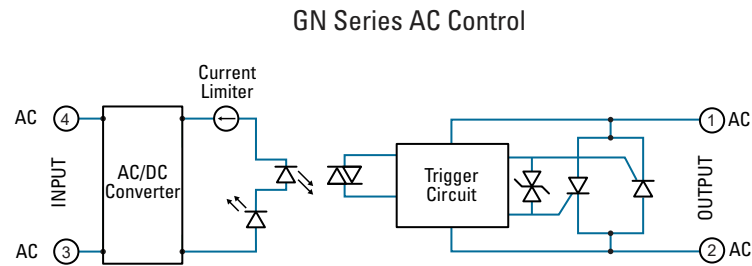 GN Series AC Control
Current
Limiter
AC 4
INPUT
AC/DC
Converter
AC 3
Trigger
Circuit
1 AC
OUTPUT
2 AC